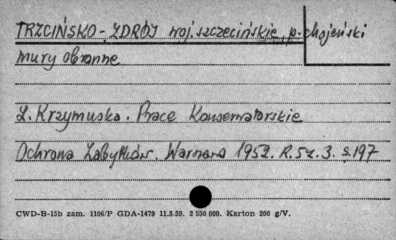 TRZCIŃSKO-ZDRÓJ woj. szczecińskie, p. chojeński
mury obronne
Z. Krzymuska. Prace Konserwatorskie
Ochrona Zabytków. Warszawa 1952. R. 5 z. 3. s. 197
CWD-B-15b zam. 1106/P GDA-1479 11.5.59. 2 550 000. Karton 200 g/V.